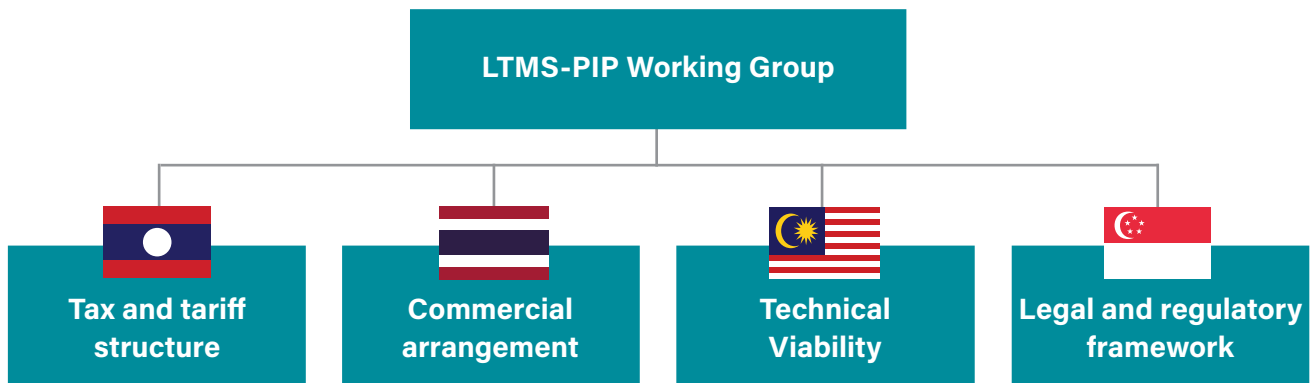 LTMS-PIP Working Group
Tax and tariff
structure
Commercial
arrangement
Technical
Viability
Legal and regulatory
framework